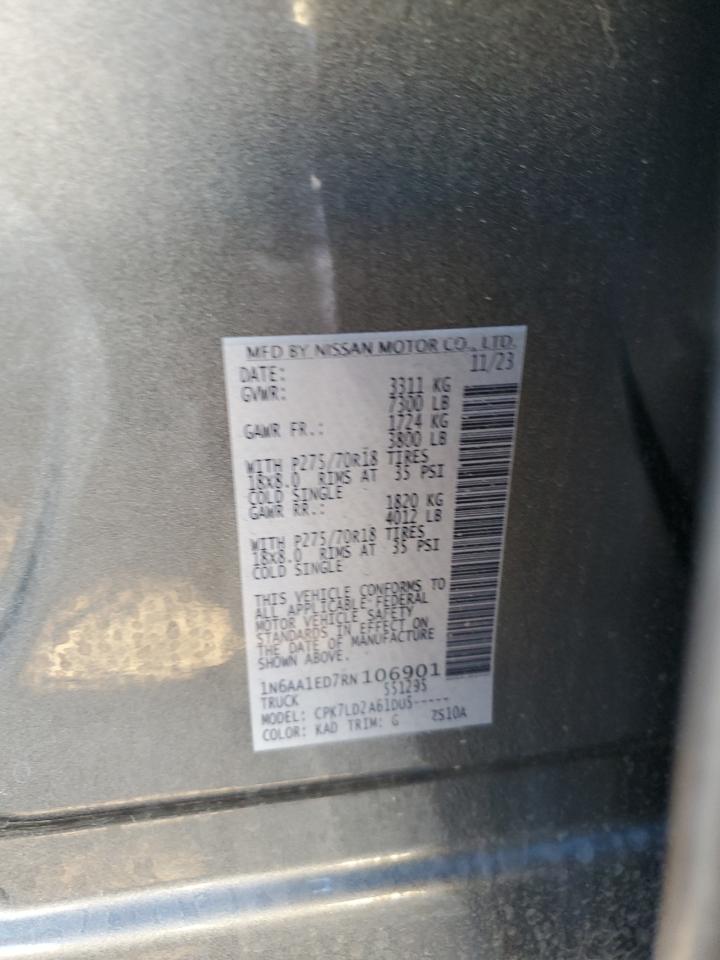 MFD BY NISSAN MOTOR CO., LTD.
DATE: 11/23
GVWR: 3311 KG
7300 LB
GAWR FR.: 1724 KG
3800 LB
WITH P275/70R18 TIRES
18X8.0 RIMS AT 35 PSI
COLD SINGLE
GAWR RR.: 1820 KG
4012 LB
WITH P275/70R18 TIRES
18X8.0 RIMS AT 35 PSI
COLD SINGLE
THIS VEHICLE CONFORMS TO
ALL APPLICABLE FEDERAL
MOTOR VEHICLE SAFETY
STANDARDS IN EFFECT ON
THE DATE OF MANUFACTURE
SHOWN ABOVE.
1N6AA1ED7RN106901
TRUCK 551295
MODEL: CPK7LD2A61DU5-----
COLOR: KAD TRIM: G 2S10A